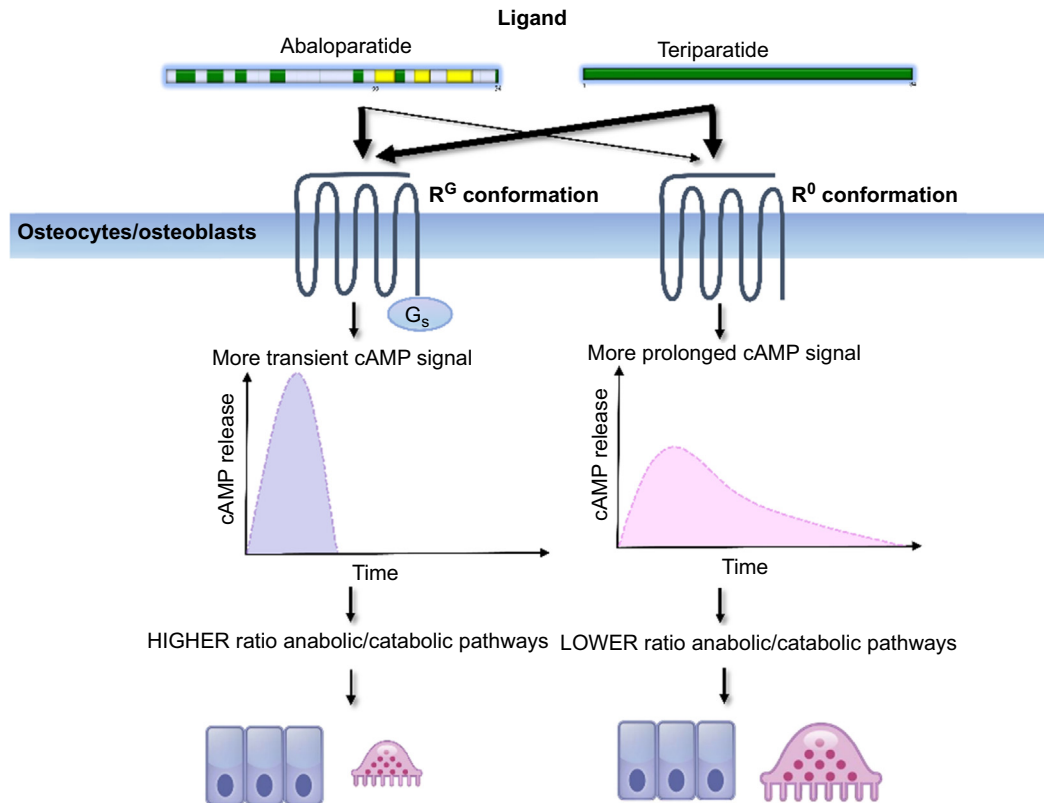 Ligand
Abaloparatide
Teriparatide
R^G conformation
R^0 conformation
Osteocytes/osteoblasts
G_s
More transient cAMP signal
More prolonged cAMP signal
cAMP release
cAMP release
Time
Time
HIGHER ratio anabolic/catabolic pathways
LOWER ratio anabolic/catabolic pathways